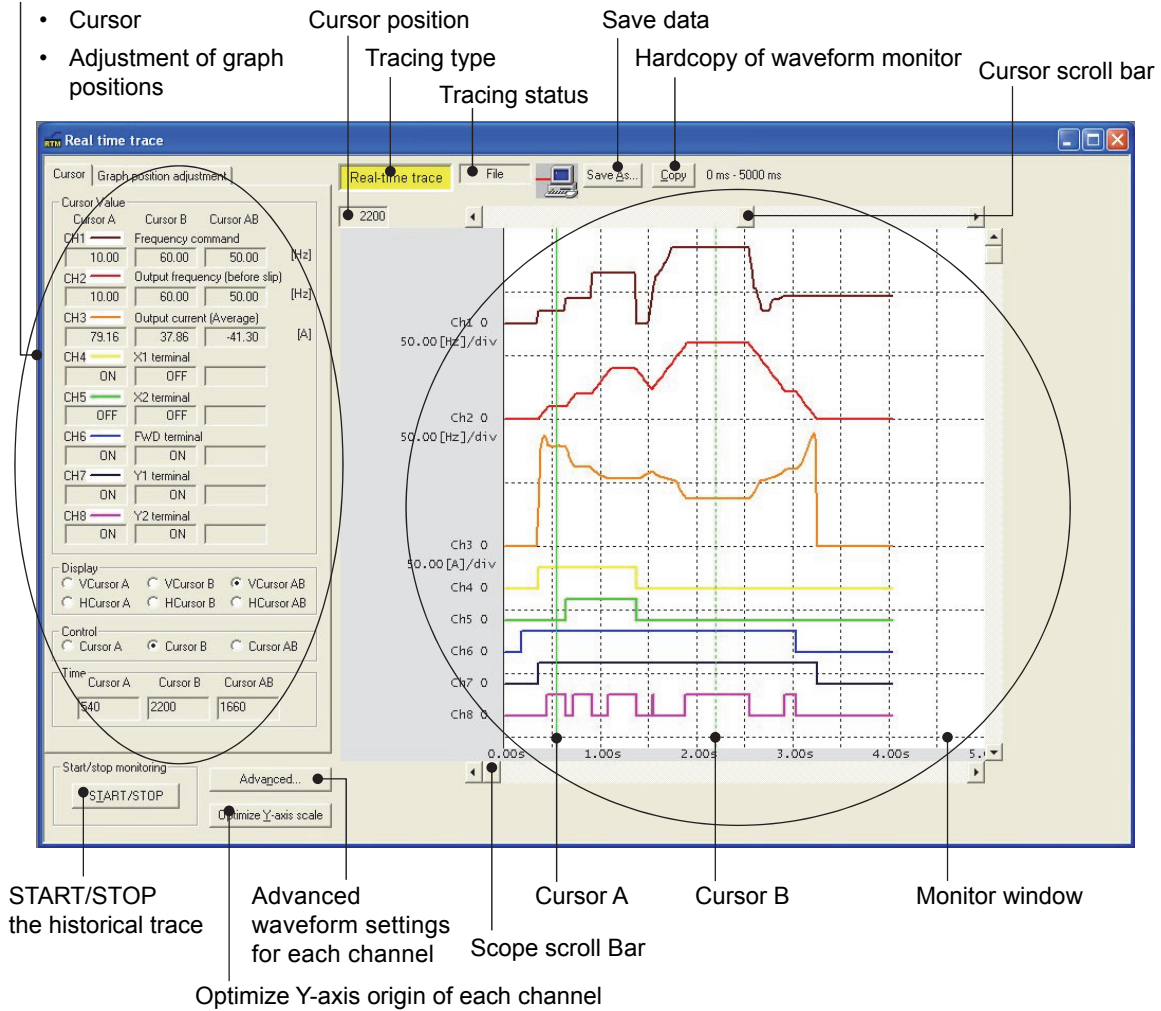 • Cursor
• Adjustment of graph
positions
Cursor position
Tracing type
Tracing status
Save data
Hardcopy of waveform monitor
Cursor scroll bar
RTM Real time trace
Cursor Graph position adjustment
Real-time trace
File
Save As...
Copy
0 ms - 5000 ms
2200
Cursor Value
Cursor A Cursor B Cursor AB
CH1 Frequency command
10.00 60.00 50.00 [Hz]
CH2 Output frequency (before slip)
10.00 60.00 50.00 [Hz]
CH3 Output current (Average)
79.16 37.86 -41.30 [A]
CH4 X1 terminal
ON OFF
CH5 X2 terminal
OFF OFF
CH6 FWD terminal
ON ON
CH7 Y1 terminal
ON ON
CH8 Y2 terminal
ON ON
Display
VCursor A VCursor B VCursor AB
HCursor A HCursor B HCursor AB
Control
Cursor A Cursor B Cursor AB
Time
Cursor A Cursor B Cursor AB
540 2200 1660
Start/stop monitoring
START/STOP
Advanced...
Optimize Y-axis scale
Ch1 0
50.00[Hz]/div
Ch2 0
50.00[Hz]/div
Ch3 0
50.00[A]/div
Ch4 0
Ch5 0
Ch6 0
Ch7 0
Ch8 0
0.00s 1.00s 2.00s 3.00s 4.00s 5.
START/STOP
the historical trace
Advanced
waveform settings
for each channel
Cursor A
Cursor B
Monitor window
Scope scroll Bar
Optimize Y-axis origin of each channel